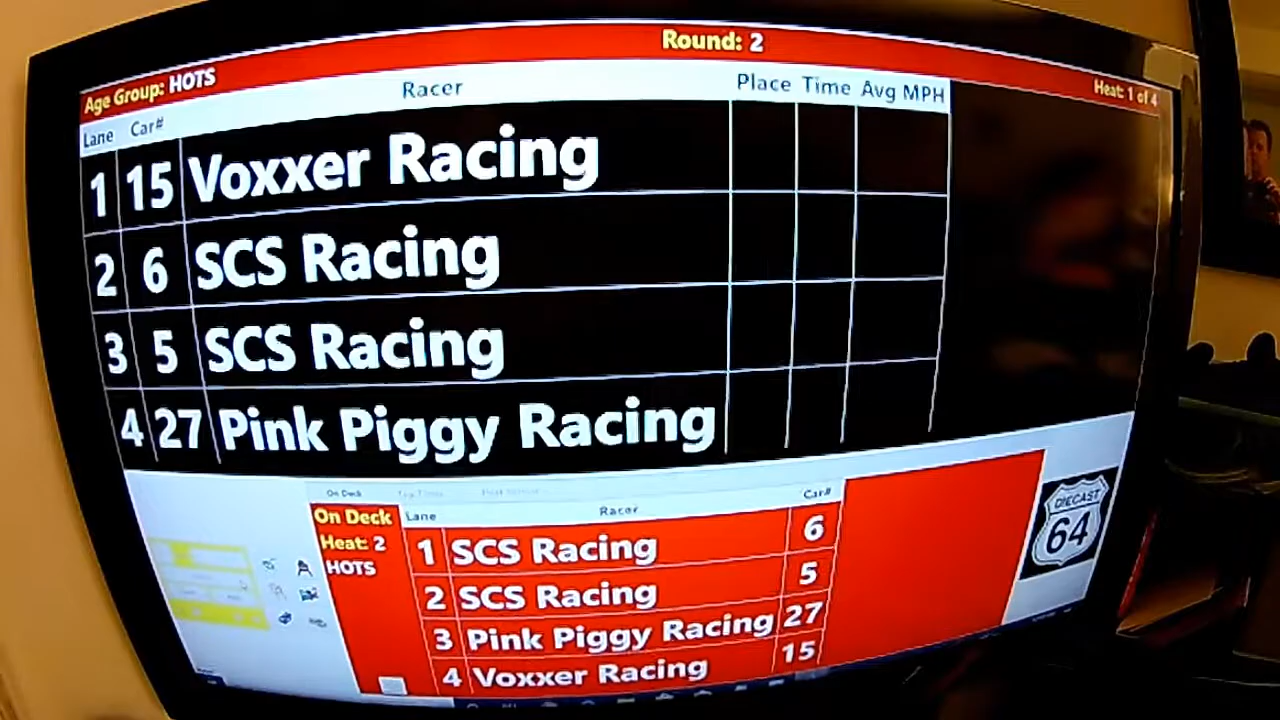 Round: 2
Age Group: HOTS
Heat: 1 of 4
Lane Car# Racer Place Time Avg MPH
1 15 Voxxer Racing
2 6 SCS Racing
3 5 SCS Racing
4 27 Pink Piggy Racing
On Deck
On Deck Lane Racer Car#
Heat: 2
HOTS
1 SCS Racing 6
2 SCS Racing 5
3 Pink Piggy Racing 27
4 Voxxer Racing 15
DIECAST
64